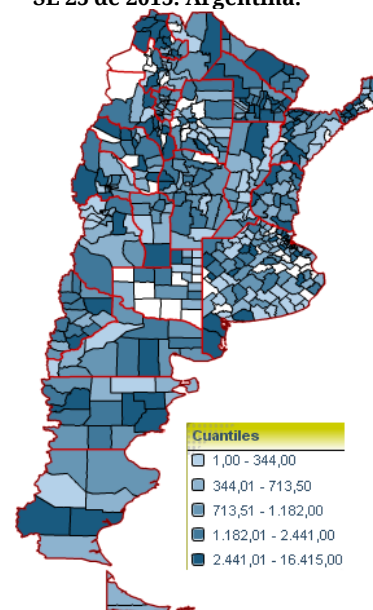 SE 25 de 2015. Argentina.
Cuantiles
1,00 - 344,00
344,01 - 713,50
713,51 - 1.182,00
1.182,01 - 2.441,00
2.441,01 - 16.415,00